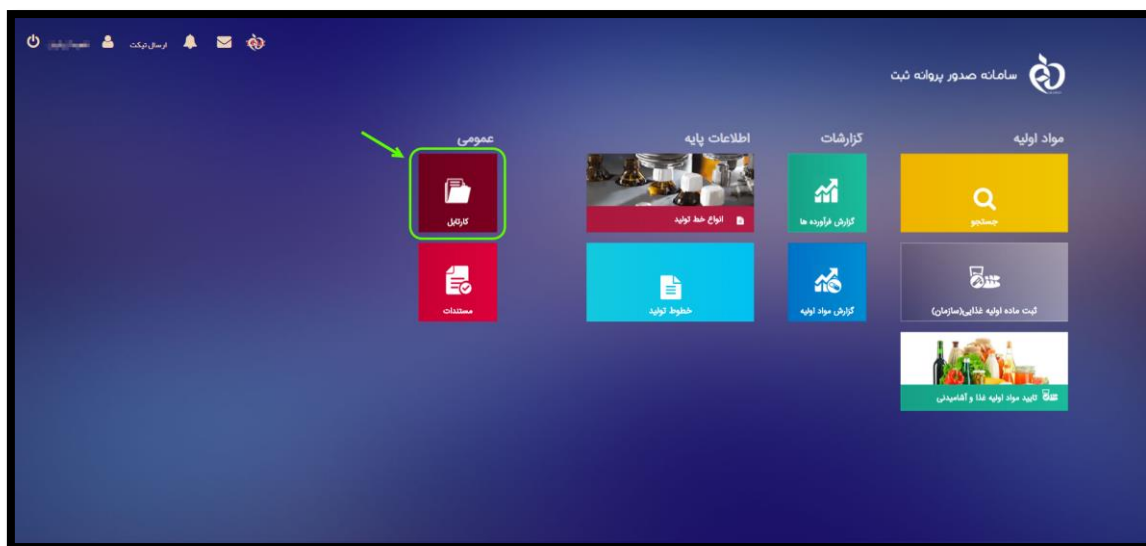 ارسال تیکت
سامانه صدور پروانه ثبت
مواد اولیه
گزارشات
اطلاعات پایه
عمومی
جستجو
گزارش فرآورده ها
انواع خط تولید
کارتابل
ثبت ماده اولیه غذایی(سازمان)
گزارش مواد اولیه
خطوط تولید
مستندات
تایید مواد اولیه غذا و آشامیدنی